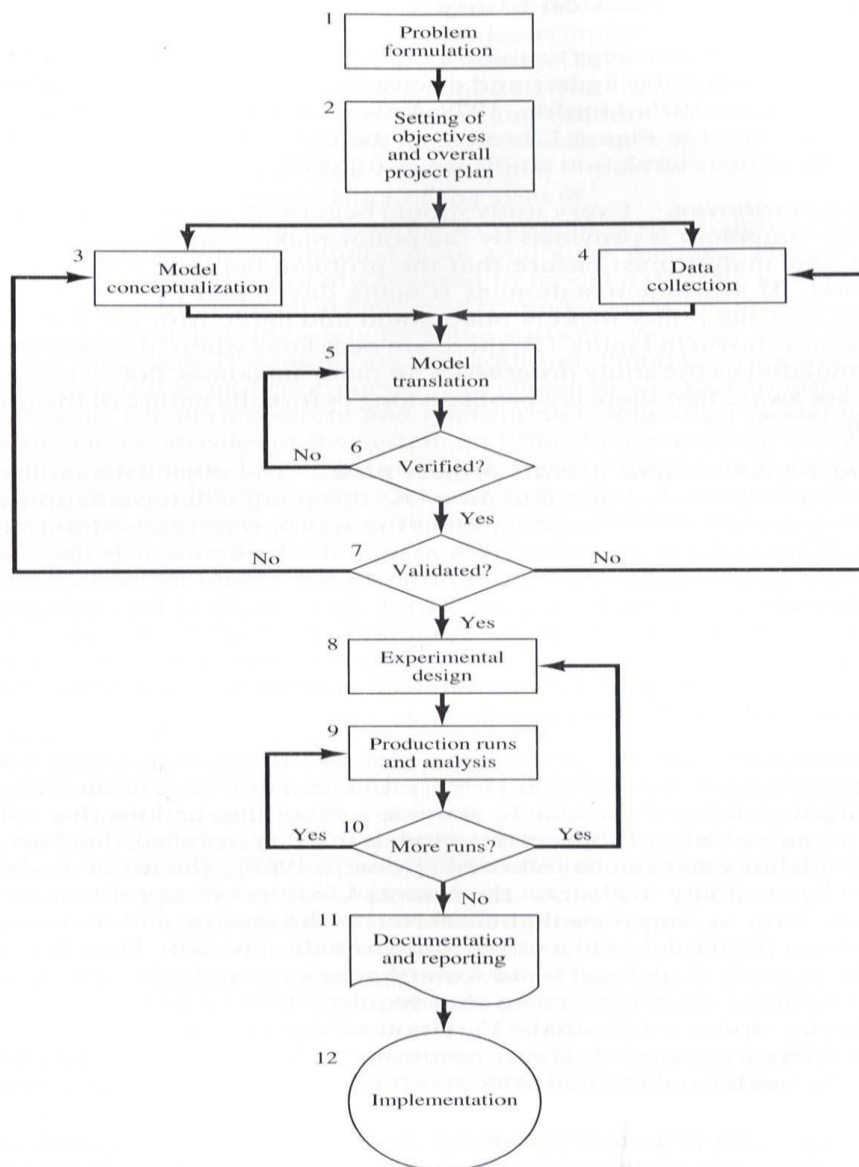 1
Problem
formulation
2
Setting of
objectives
and overall
project plan
3
Model
conceptualization
4
Data
collection
5
Model
translation
No
6
Verified?
Yes
No
7
Validated?
No
Yes
8
Experimental
design
9
Production runs
and analysis
Yes
10
More runs?
Yes
No
11
Documentation
and reporting
12
Implementation